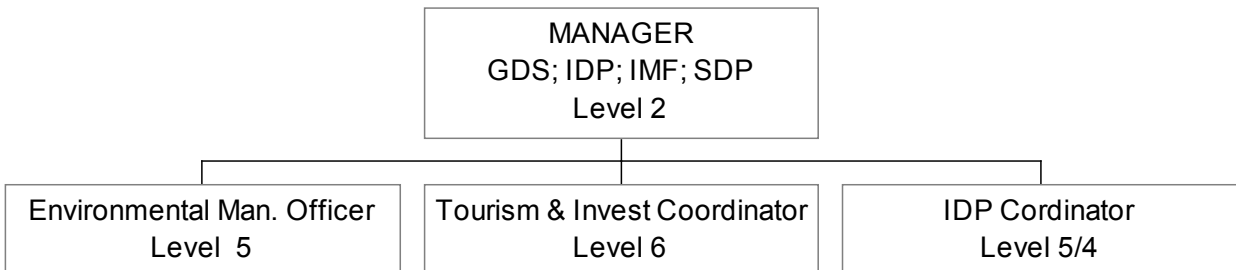 MANAGER
GDS; IDP; IMF; SDP
Level 2
Environmental Man. Officer
Level 5
Tourism & Invest Coordinator
Level 6
IDP Cordinator
Level 5/4